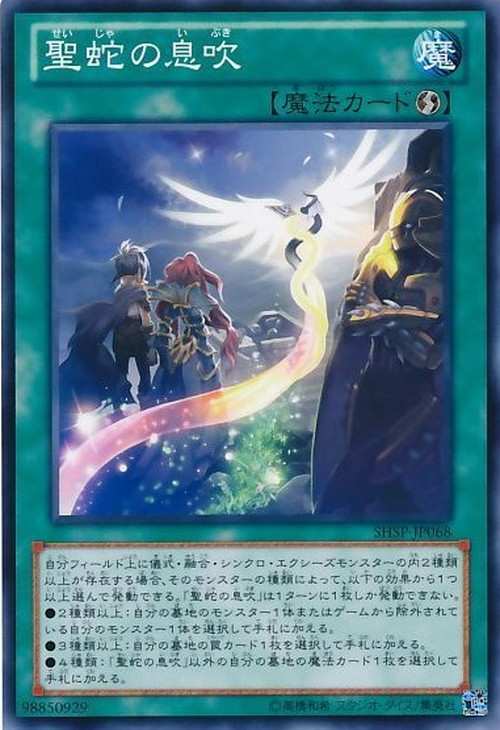 聖蛇の息吹
せい じゃ い ぶき
魔
【魔法カード】
SHSP-JP068
自分フィールド上に儀式・融合・シンクロ・エクシーズモンスターの内2種類
以上が存在する場合、そのモンスターの種類によって、以下の効果から1つ
以上選んで発動できる。「聖蛇の息吹」は1ターンに1枚しか発動できない。
●2種類以上:自分の墓地のモンスター1体またはゲームから除外されて
いる自分のモンスター1体を選択して手札に加える。
●3種類以上:自分の墓地の罠カード1枚を選択して手札に加える。
●4種類:「聖蛇の息吹」以外の自分の墓地の魔法カード1枚を選択して
手札に加える。
98850929
©高橋和希 スタジオ・ダイス/集英社